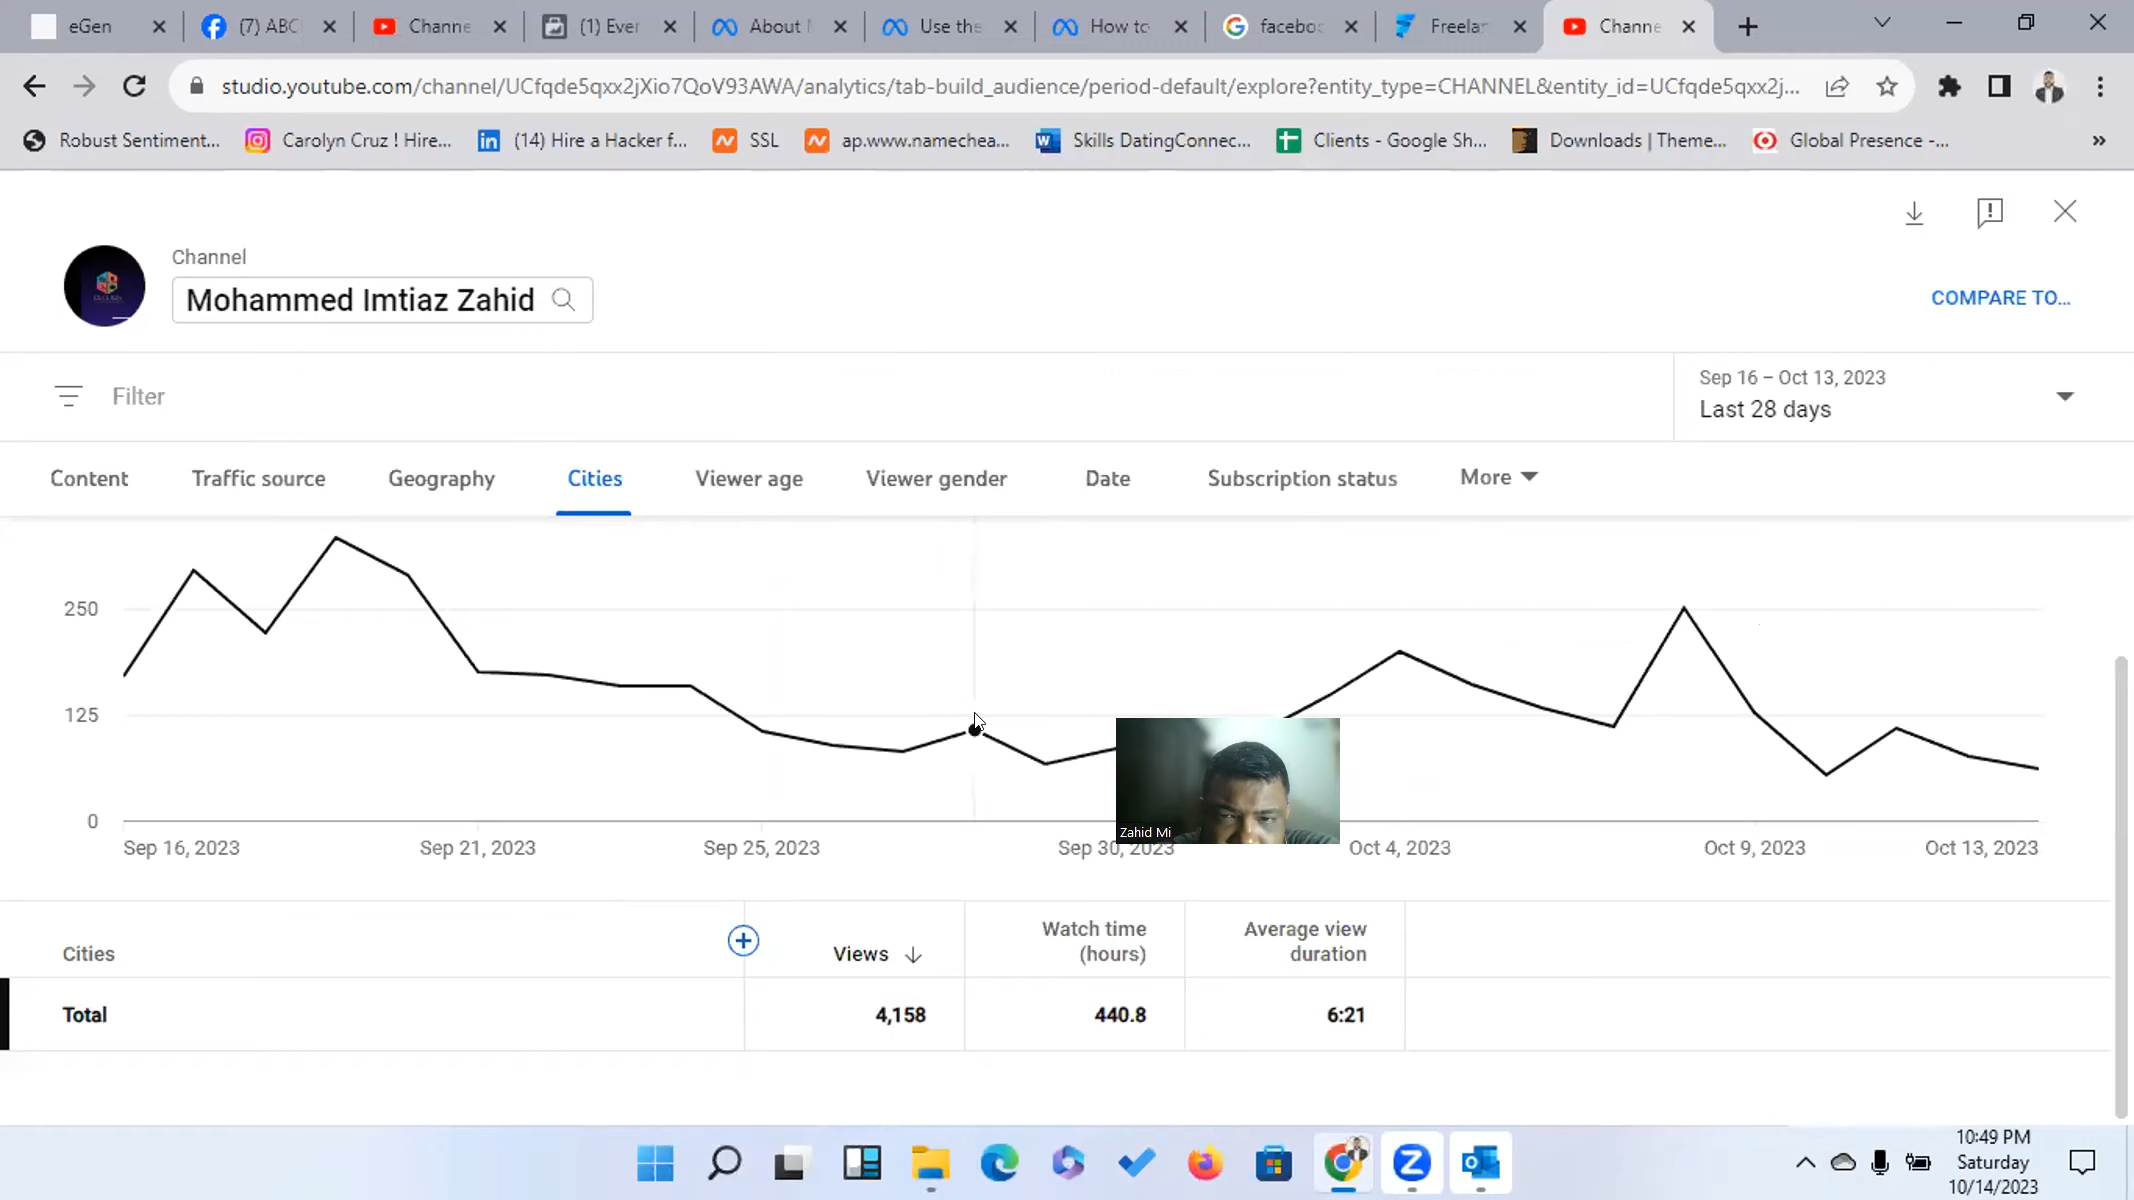 eGen
(7) ABC
Channe
(1) Ever
About
Use the
How to
facebo
Freela
Channe
studio.youtube.com/channel/UCfqde5qxx2jXio7QoV93AWA/analytics/tab-build_audience/period-default/explore?entity_type=CHANNEL&entity_id=UCfqde5qxx2j...
Robust Sentiment...
Carolyn Cruz ! Hire...
(14) Hire a Hacker f...
SSL
ap.www.namechea...
Skills DatingConnec...
Clients - Google Sh...
Downloads | Theme...
Global Presence -...
Channel
Mohammed Imtiaz Zahid
COMPARE TO...
Filter
Sep 16 – Oct 13, 2023
Last 28 days
Content
Traffic source
Geography
Cities
Viewer age
Viewer gender
Date
Subscription status
More
250
125
0
Zahid Mi
Sep 16, 2023
Sep 21, 2023
Sep 25, 2023
Sep 30, 2023
Oct 4, 2023
Oct 9, 2023
Oct 13, 2023
Cities
Views
Watch time
(hours)
Average view
duration
Total
4,158
440.8
6:21
10:49 PM
Saturday
10/14/2023